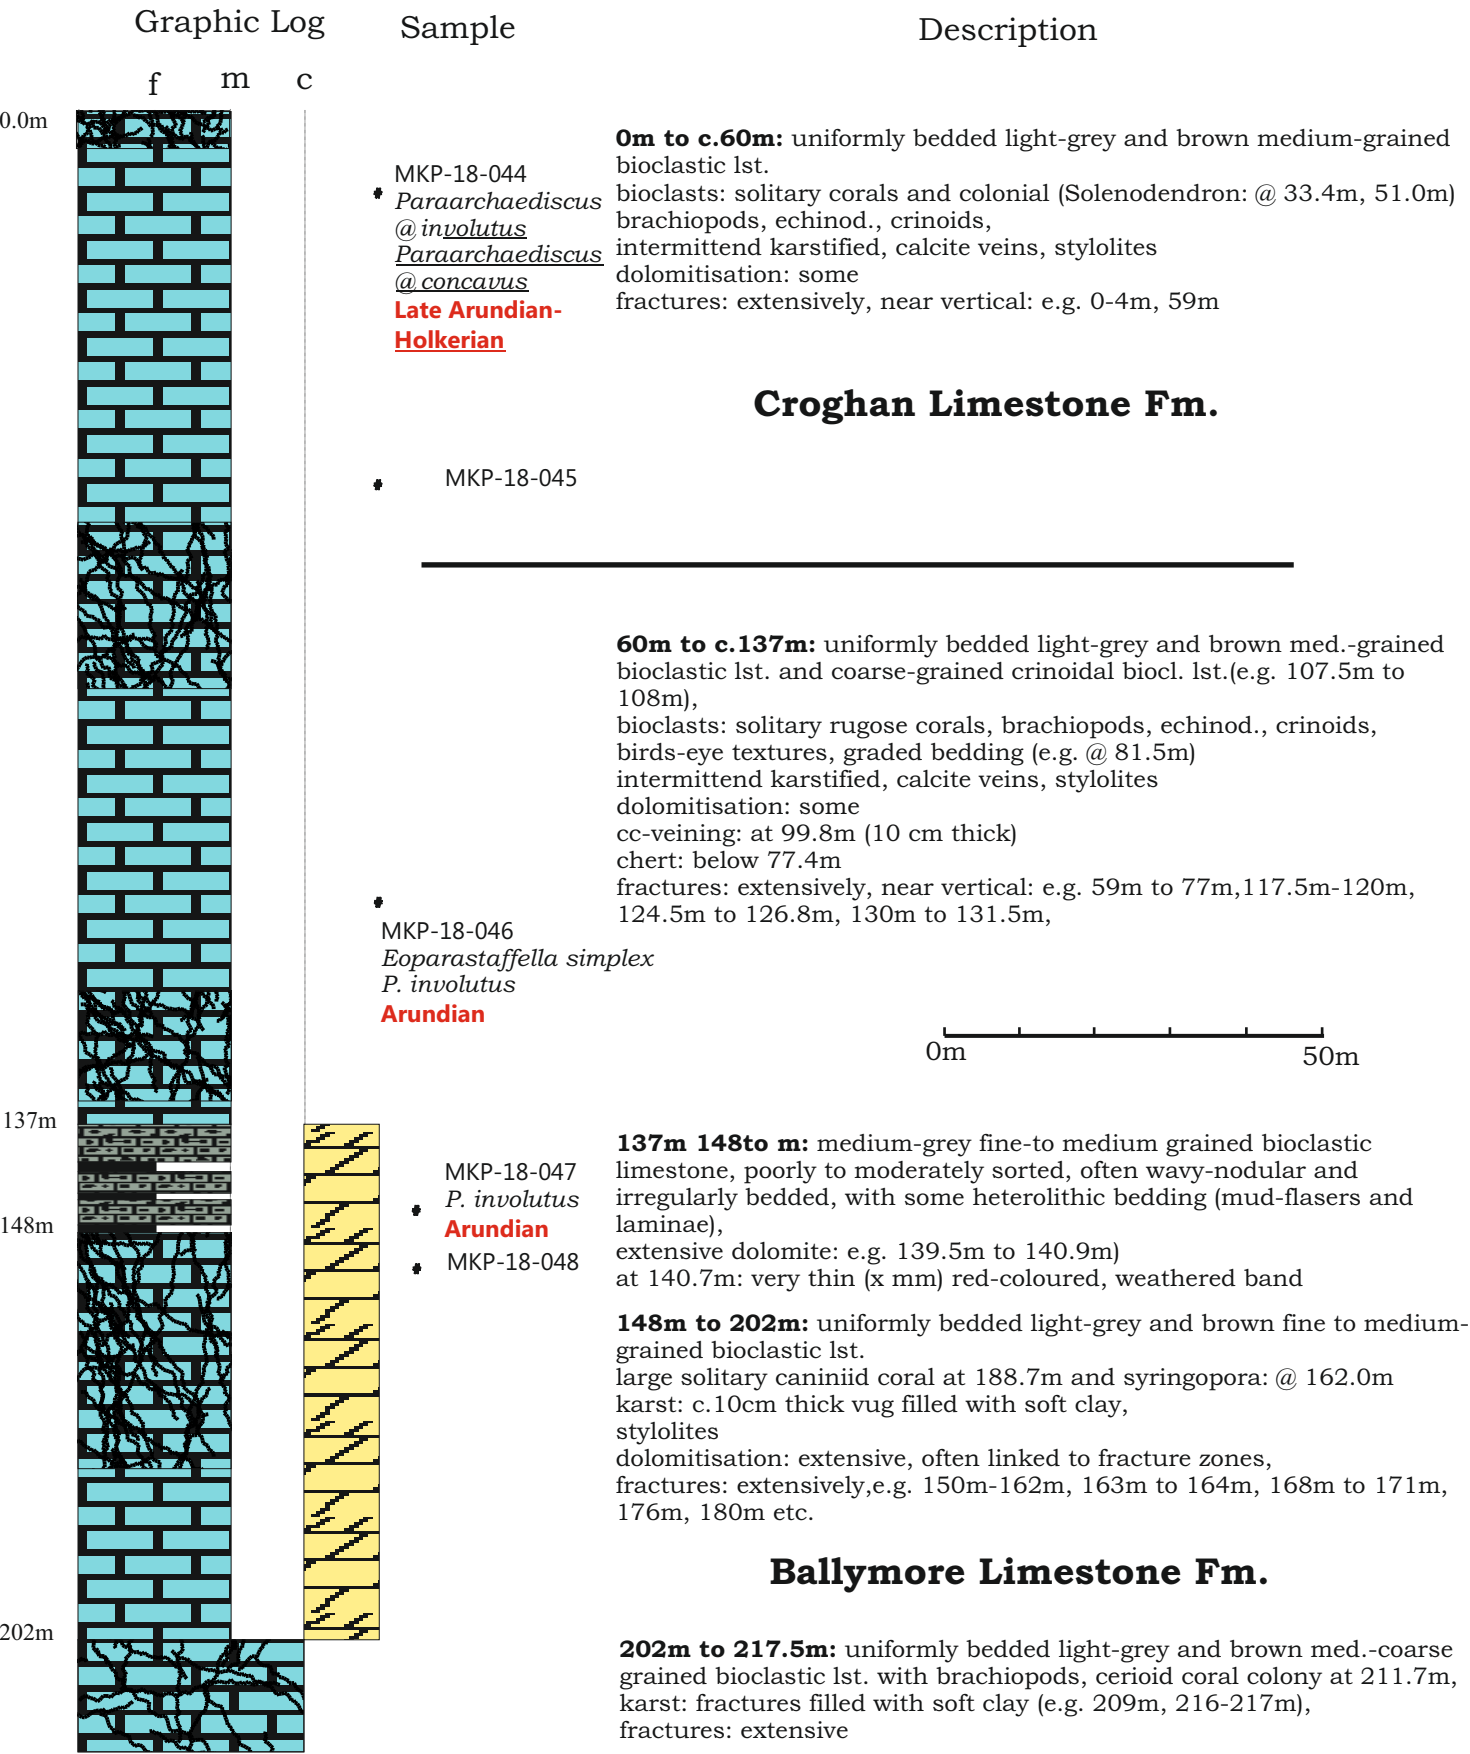 Graphic Log
Sample
Description
f
m
c
0.0m
137m
148m
202m
MKP-18-044
Paraarchaediscus
@ involutus
Paraarchaediscus
@ concavus
Late Arundian-
Holkerian
0m to c.60m: uniformly bedded light-grey and brown medium-grained
bioclastic lst.
bioclasts: solitary corals and colonial (Solenodendron: @ 33.4m, 51.0m)
brachiopods, echinod., crinoids,
intermittend karstified, calcite veins, stylolites
dolomitisation: some
fractures: extensively, near vertical: e.g. 0-4m, 59m
Croghan Limestone Fm.
MKP-18-045
60m to c.137m: uniformly bedded light-grey and brown med.-grained
bioclastic lst. and coarse-grained crinoidal biocl. lst.(e.g. 107.5m to
108m),
bioclasts: solitary rugose corals, brachiopods, echinod., crinoids,
birds-eye textures, graded bedding (e.g. @ 81.5m)
intermittend karstified, calcite veins, stylolites
dolomitisation: some
cc-veining: at 99.8m (10 cm thick)
chert: below 77.4m
fractures: extensively, near vertical: e.g. 59m to 77m,117.5m-120m,
124.5m to 126.8m, 130m to 131.5m,
MKP-18-046
Eoparastaffella simplex
P. involutus
Arundian
0m
50m
MKP-18-047
P. involutus
Arundian
MKP-18-048
137m 148to m: medium-grey fine-to medium grained bioclastic
limestone, poorly to moderately sorted, often wavy-nodular and
irregularly bedded, with some heterolithic bedding (mud-flasers and
laminae),
extensive dolomite: e.g. 139.5m to 140.9m)
at 140.7m: very thin (x mm) red-coloured, weathered band
148m to 202m: uniformly bedded light-grey and brown fine to medium-
grained bioclastic lst.
large solitary caniniid coral at 188.7m and syringopora: @ 162.0m
karst: c.10cm thick vug filled with soft clay,
stylolites
dolomitisation: extensive, often linked to fracture zones,
fractures: extensively,e.g. 150m-162m, 163m to 164m, 168m to 171m,
176m, 180m etc.
Ballymore Limestone Fm.
202m to 217.5m: uniformly bedded light-grey and brown med.-coarse
grained bioclastic lst. with brachiopods, cerioid coral colony at 211.7m,
karst: fractures filled with soft clay (e.g. 209m, 216-217m),
fractures: extensive